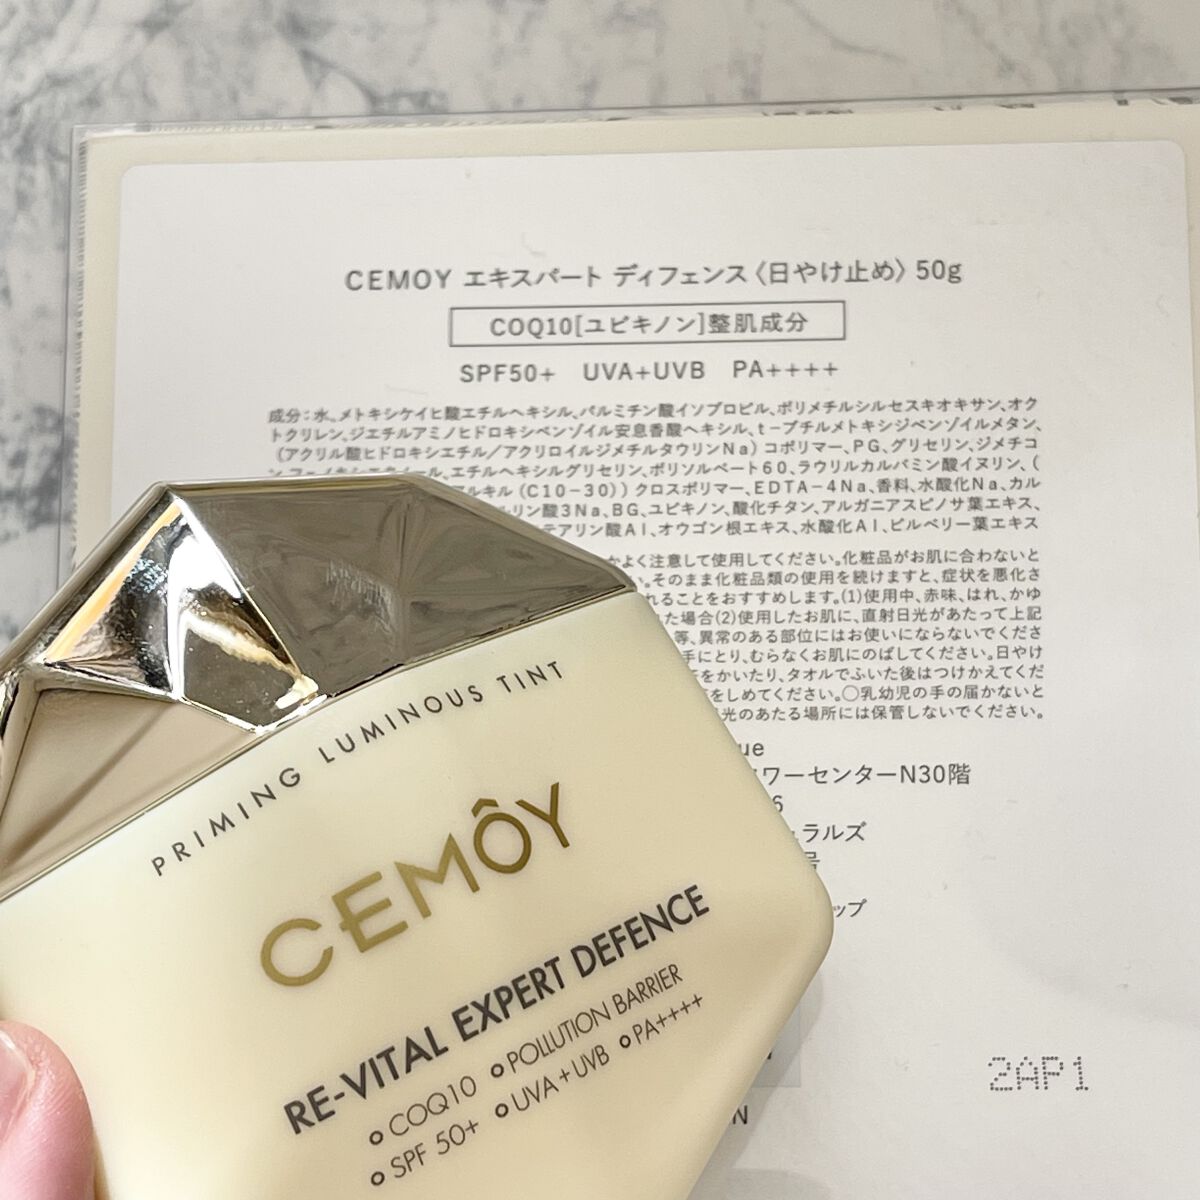 CEMOY エキスパート ディフェンス〈日やけ止め〉50g
COQ10[ユビキノン]整肌成分
SPF50+ UVA+UVB PA++++
成分：水、メトキシケイヒ酸エチルヘキシル、パルミチン酸イソプロピル、ポリメチルシルセスキオキサン、オク
トクリレン、ジエチルアミノヒドロキシベンゾイル安息香酸ヘキシル、t－ブチルメトキシジベンゾイルメタン、
（アクリル酸ヒドロキシエチル／アクリロイルジメチルタウリンNa）コポリマー、PG、グリセリン、ジメチコ
ン、フェノキシエタノール、エチルヘキシルグリセリン、ポリソルベート60、ラウリルカルバミン酸イヌリン、（
アルキル（C10－30））クロスポリマー、EDTA－4Na、香料、水酸化Na、カル
ルリン酸3Na、BG、ユビキノン、酸化チタン、アルガニアスピノサ葉エキス、
テアリン酸Al、オウゴン根エキス、水酸化Al、ビルベリー葉エキス
かよく注意して使用してください。化粧品がお肌に合わないと
い。そのまま化粧品類の使用を続けますと、症状を悪化さ
れることをおすすめします。(1)使用中、赤味、はれ、かゆ
れた場合(2)使用したお肌に、直射日光があたって上記
等、異常のある部位にはお使いにならないでくださ
手にとり、むらなくお肌にのばしてください。日やけ
をかいたり、タオルでふいた後はつけかえてくだ
をしめてください。○乳幼児の手の届かないと
光のあたる場所には保管しないでください。
ue
ワーセンターN30階
6
ュラルズ
号
ップ
2AP1
N
PRIMING LUMINOUS TINT
CEMÔY
RE-VITAL EXPERT DEFENCE
COQ10 POLLUTION BARRIER
SPF 50+ UVA+UVB PA++++